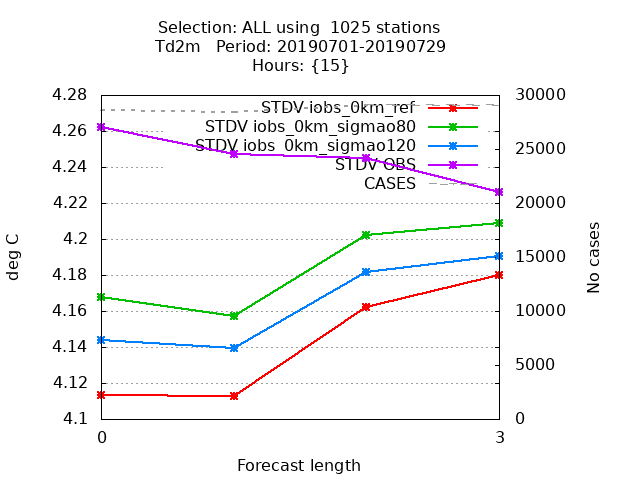 Selection: ALL using  1025 stations
Td2m   Period: 20190701-20190729
Hours: {15}
4.28
4.26
4.24
4.22
4.2
4.18
4.16
4.14
4.12
4.1
30000
25000
20000
15000
10000
5000
0
STDV iobs_0km_ref
STDV iobs_0km_sigmao80
STDV iobs_0km_sigmao120
STDV OBS
CASES
deg C
No cases
0
3
Forecast length